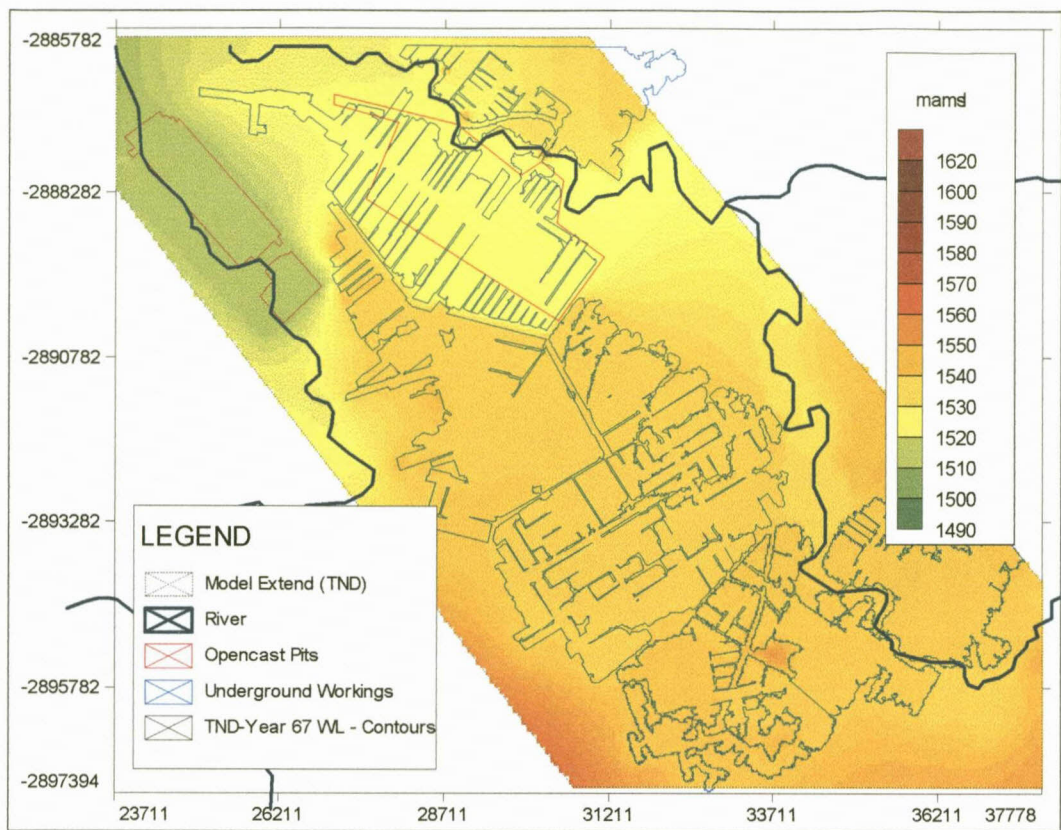 -2885782
-2888282
-2890782
-2893282
-2895782
-2897394
23711 26211 28711 31211 33711 36211 37778
mamsl
1620
1600
1590
1580
1570
1560
1550
1540
1530
1520
1510
1500
1490
LEGEND
Model Extend (TND)
River
Opencast Pits
Underground Workings
TND-Year 67 WL - Contours